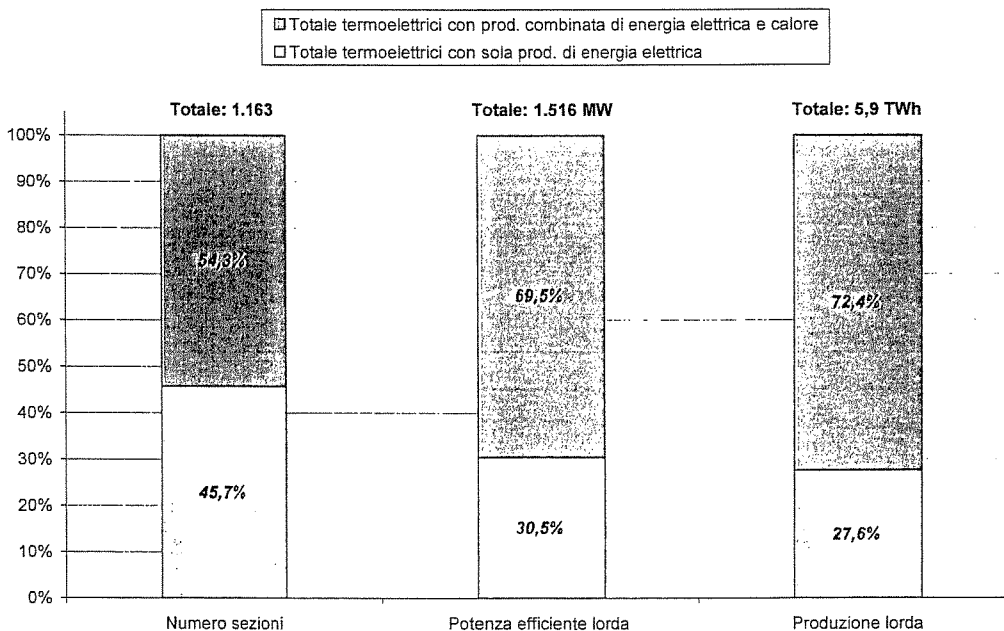 Totale termoelettrici con prod. combinata di energia elettrica e calore
Totale termoelettrici con sola prod. di energia elettrica
Totale: 1.163
Totale: 1.516 MW
Totale: 5,9 TWh
100%
90%
80%
70%
60%
50%
40%
30%
20%
10%
0%
54,3%
69,5%
72,4%
45,7%
30,5%
27,6%
Numero sezioni
Potenza efficiente lorda
Produzione lorda